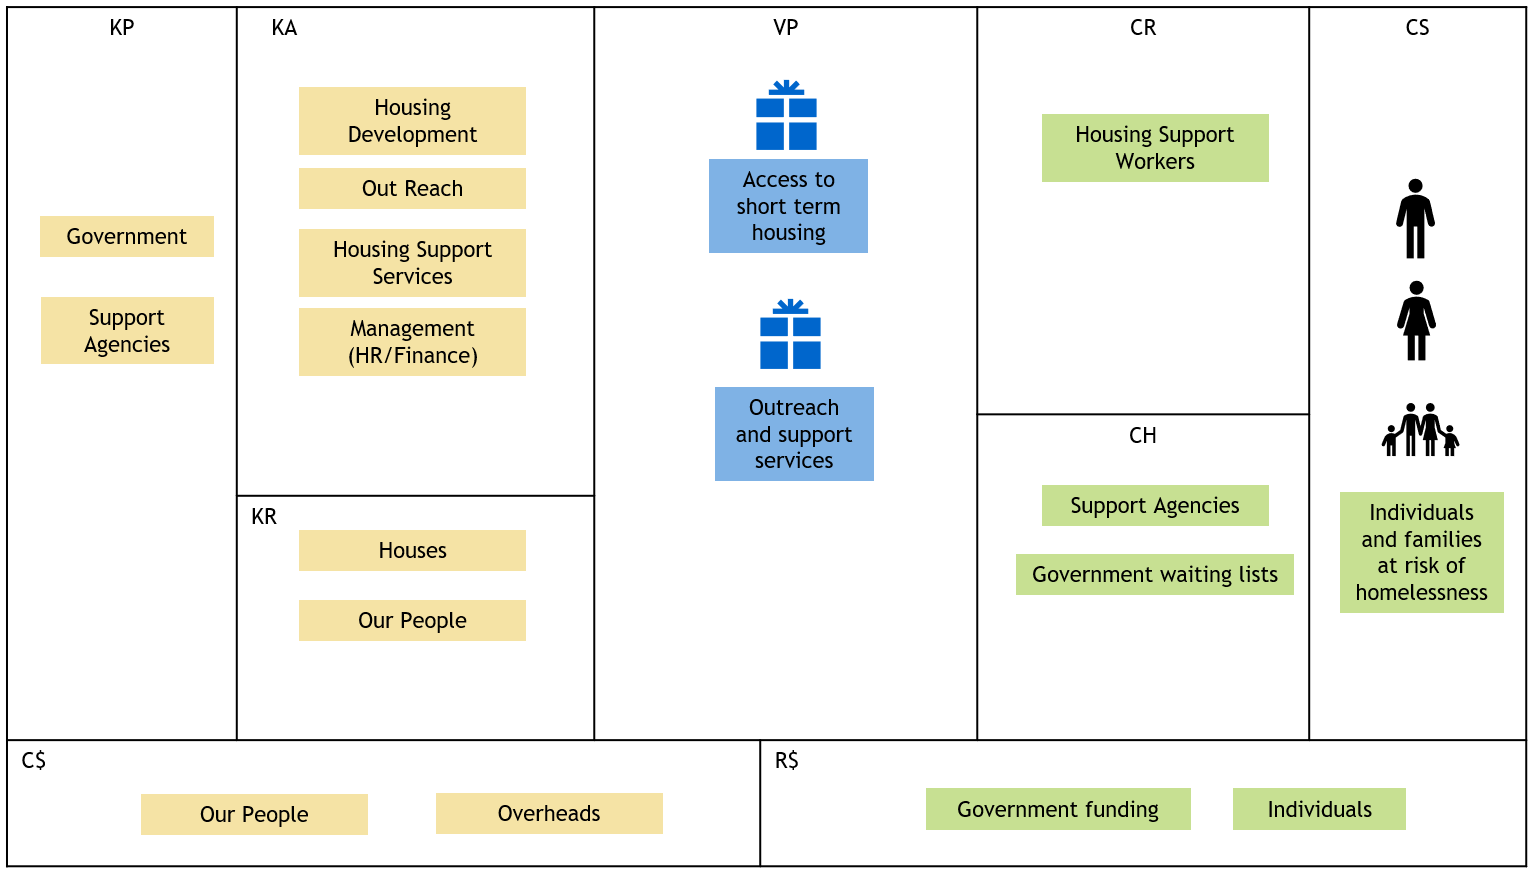 KP
Government
Support
Agencies
KA
Housing
Development
Out Reach
Housing Support
Services
Management
(HR/Finance)
KR
Houses
Our People
VP
Access to
short term
housing
Outreach
and support
services
CR
Housing Support
Workers
CH
Support Agencies
Government waiting lists
CS
Individuals
and families
at risk of
homelessness
C$
Our People
Overheads
R$
Government funding
Individuals